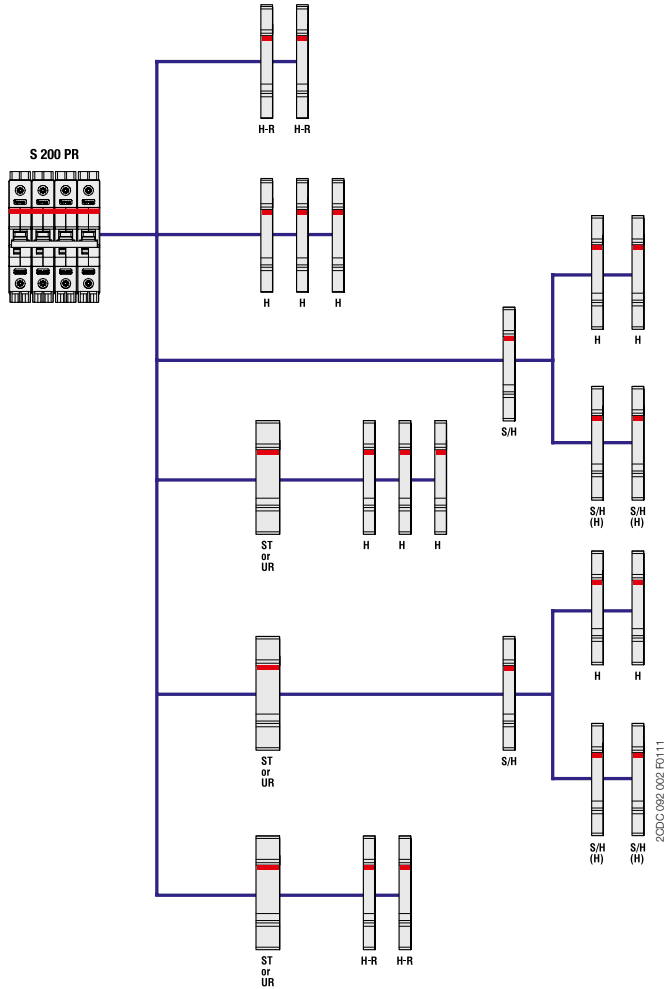 H-R H-R
S 200 PR
H H H
H H
S/H
S/H (H) S/H (H)
ST or UR H H H
H H
ST or UR S/H
S/H (H) S/H (H)
ST or UR H-R H-R
2CDC 092 002 F0111